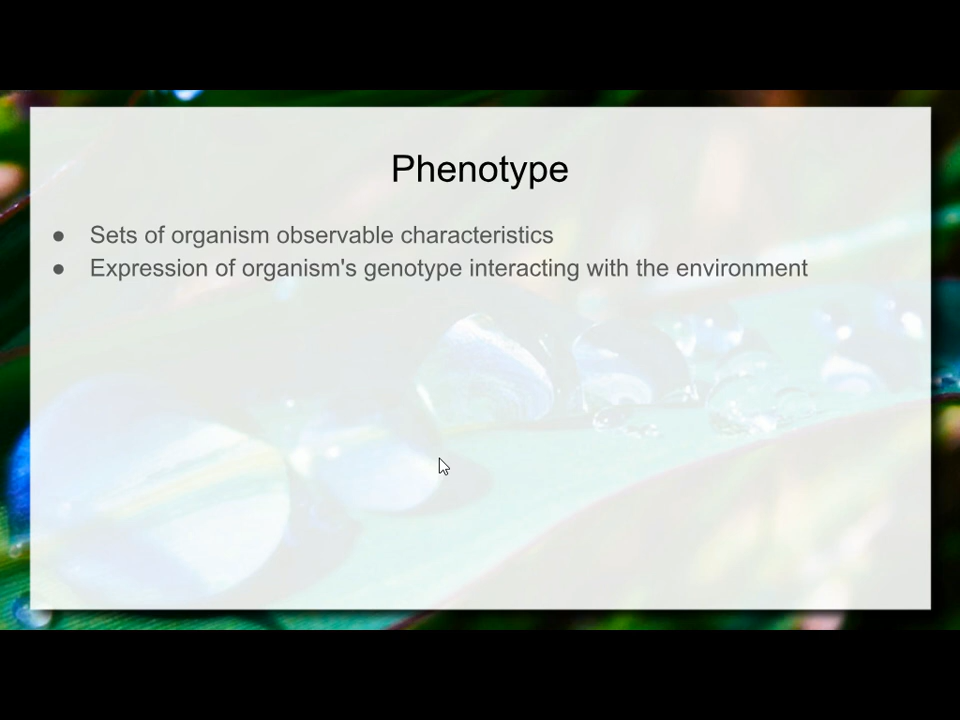 Phenotype
● Sets of organism observable characteristics
● Expression of organism's genotype interacting with the environment